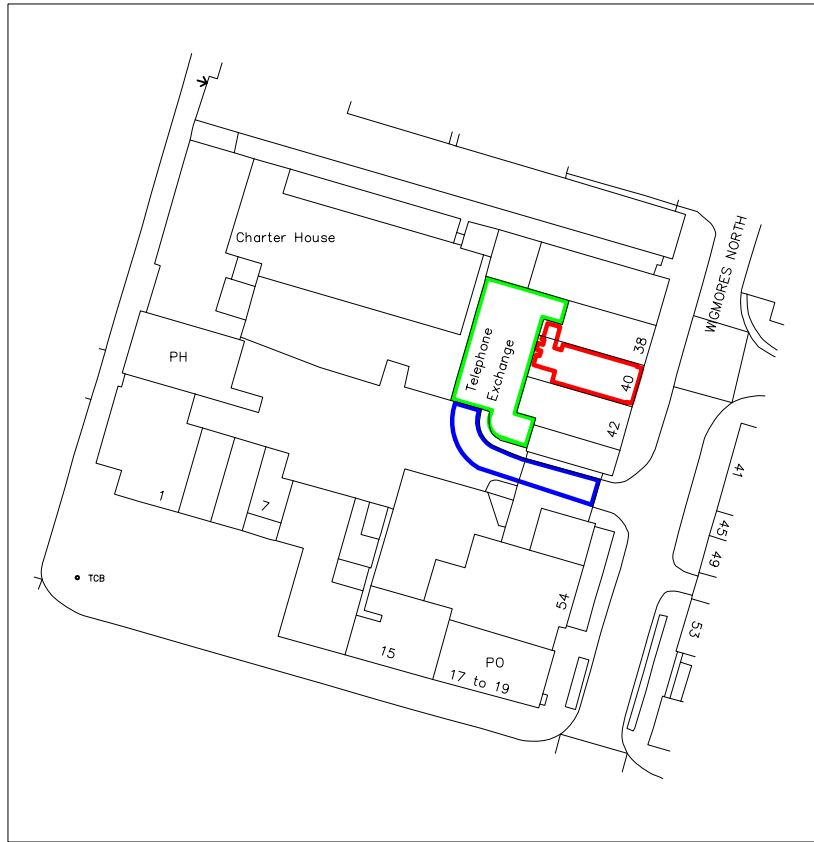 WIGMORES NORTH
Charter House
Telephone
Exchange
38
PH
40
42
41
1
7
45
49
TCB
54
53
15
PO
17 to 19